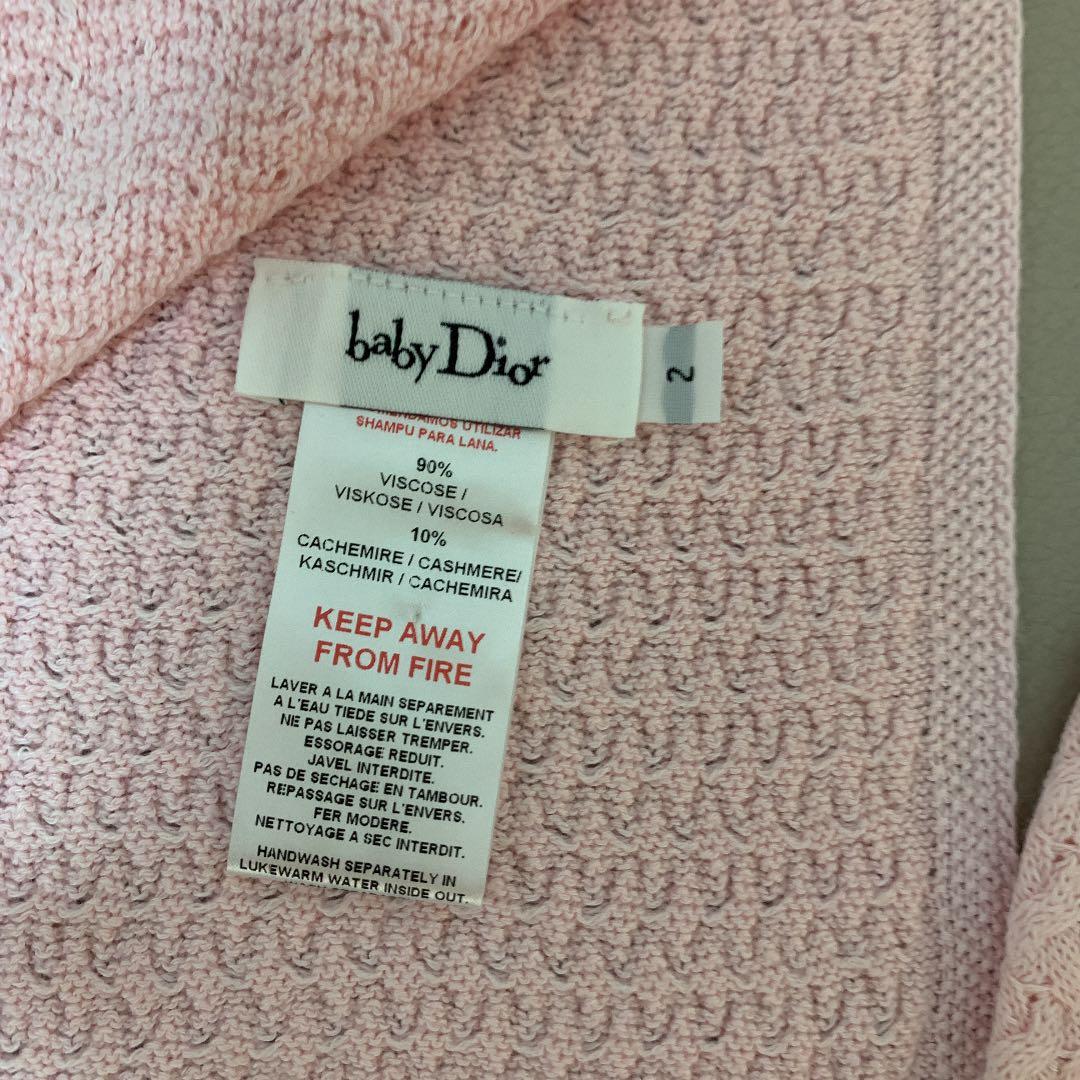 baby Dior
2
UTILIZAR
SHAMPU PARA LANA.
90%
VISCOSE /
VISKOSE / VISCOSA
10%
CACHEMIRE / CASHMERE/
KASCHMIR / CACHEMIRA
KEEP AWAY
FROM FIRE
LAVER A LA MAIN SEPAREMENT
A L'EAU TIEDE SUR L'ENVERS.
NE PAS LAISSER TREMPER.
ESSORAGE REDUIT.
JAVEL INTERDITE.
PAS DE SECHAGE EN TAMBOUR.
REPASSAGE SUR L'ENVERS.
FER MODERE.
NETTOYAGE A SEC INTERDIT.
HANDWASH SEPARATELY IN
LUKEWARM WATER INSIDE OUT.